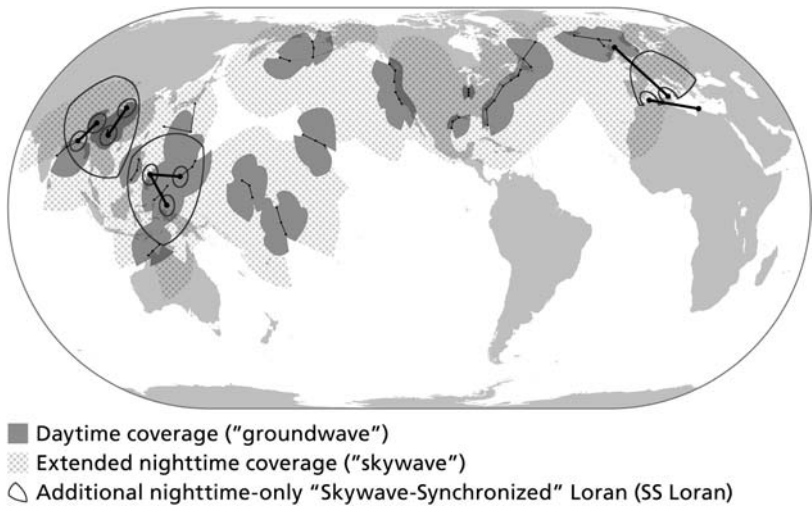 Daytime coverage (”groundwave”)
Extended nighttime coverage (”skywave”)
Additional nighttime-only “Skywave-Synchronized” Loran (SS Loran)